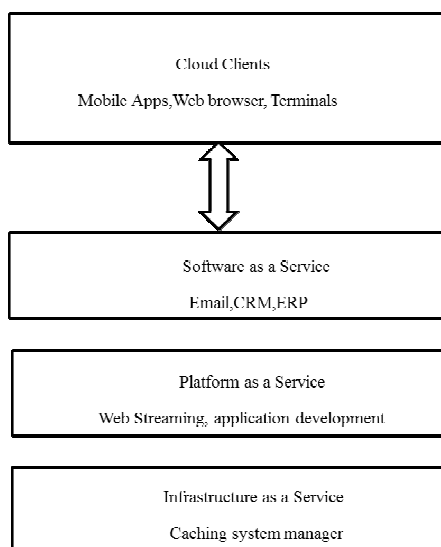 Cloud Clients
Mobile Apps,Web browser, Terminals
Software as a Service
Email,CRM,ERP
Platform as a Service
Web Streaming, application development
Infrastructure as a Service
Caching system manager